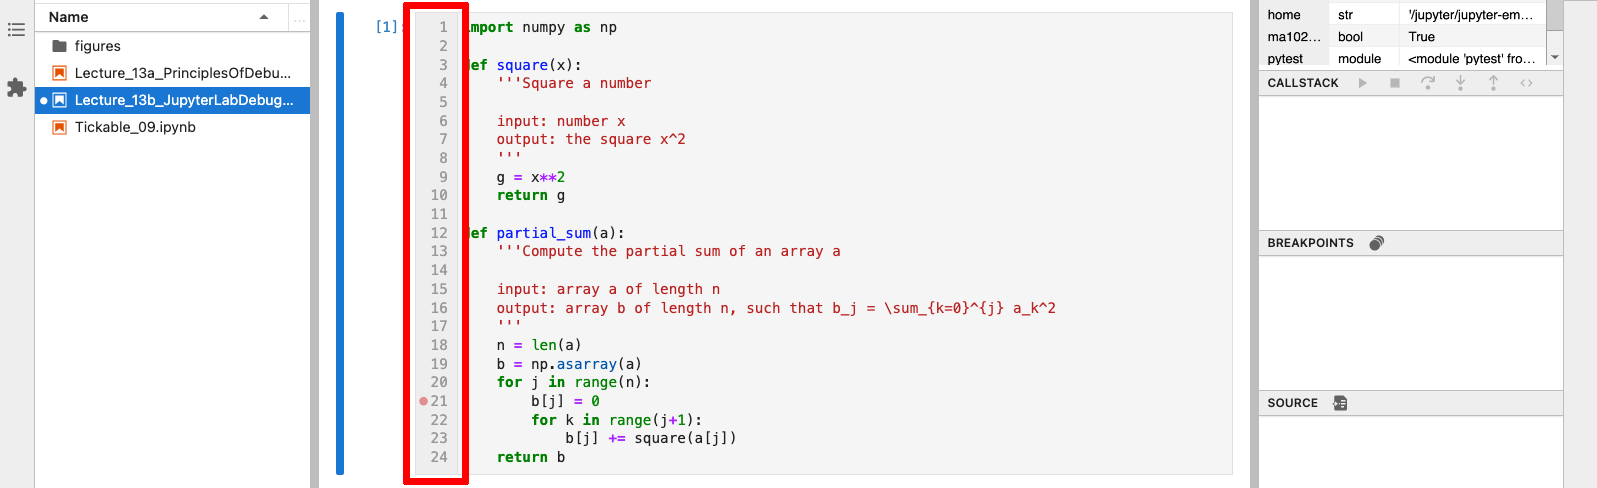 Name
...
figures
Lecture_13a_PrinciplesOfDebu...
Lecture_13b_JupyterLabDebug...
Tickable_09.ipynb
[1]:
1 import numpy as np
2
3 def square(x):
4 '''Square a number
5
6 input: number x
7 output: the square x^2
8 '''
9 g = x**2
10 return g
11
12 def partial_sum(a):
13 '''Compute the partial sum of an array a
14
15 input: array a of length n
16 output: array b of length n, such that b_j = \sum_{k=0}^{j} a_k^2
17 '''
18 n = len(a)
19 b = np.asarray(a)
20 for j in range(n):
21 b[j] = 0
22 for k in range(j+1):
23 b[j] += square(a[j])
24 return b
home str '/jupyter/jupyter-em...
ma102... bool True
pytest module <module 'pytest' fro...
CALLSTACK
BREAKPOINTS
SOURCE